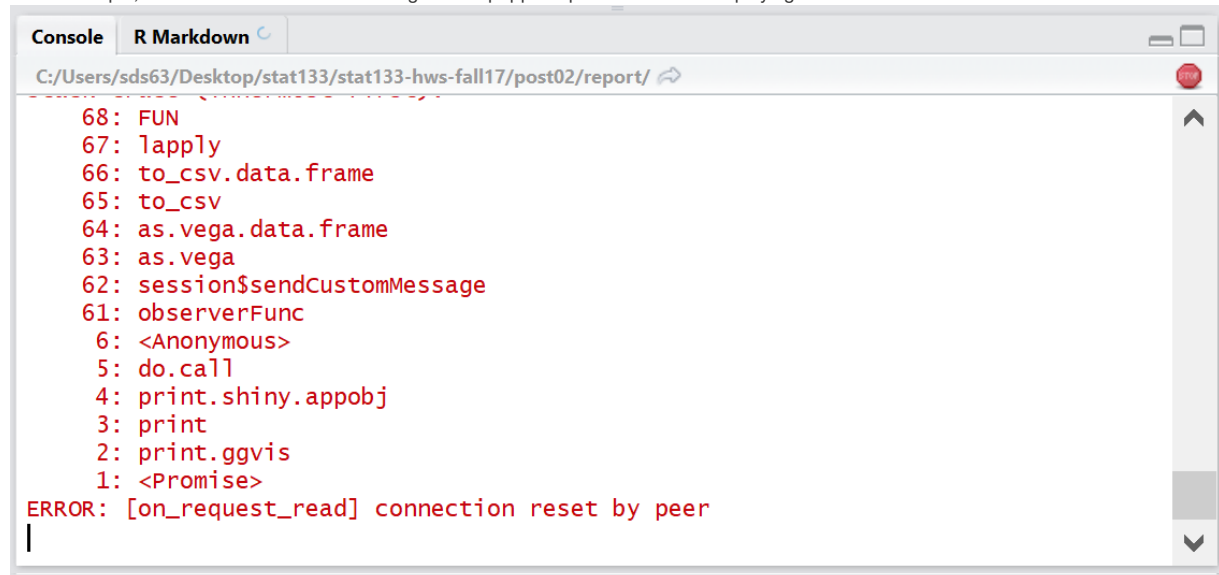 Console R Markdown
C:/Users/sds63/Desktop/stat133/stat133-hws-fall17/post02/report/
STOP
68: FUN
67: lapply
66: to_csv.data.frame
65: to_csv
64: as.vega.data.frame
63: as.vega
62: session$sendCustomMessage
61: observerFunc
6: <Anonymous>
5: do.call
4: print.shiny.appobj
3: print
2: print.ggvis
1: <Promise>
ERROR: [on_request_read] connection reset by peer